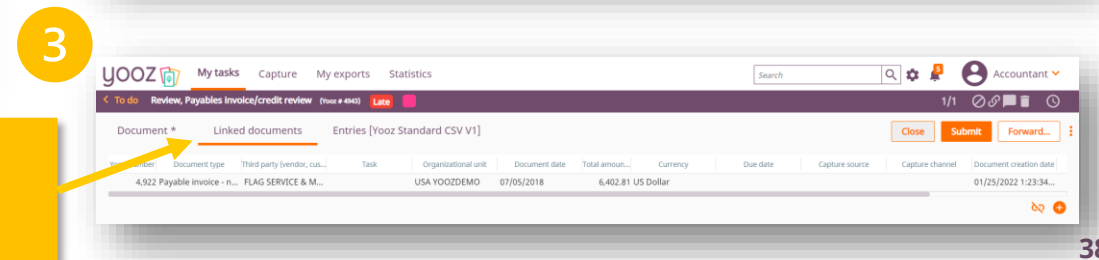 3
yooz My tasks Capture My exports Statistics Search 5 Accountant
< To do Review, Payables invoice/credit review (Yooz # 4943) Late 1/1
Document * Linked documents Entries [Yooz Standard CSV V1] Close Submit Forward...
Document type Third party (vendor, cus... Task Organizational unit Document date Total amoun... Currency Due date Capture source Capture channel Document creation date
4,922 Payable invoice - n... FLAG SERVICE & M... USA YOOZDEMO 07/05/2018 6,402.81 US Dollar 01/25/2022 1:23:34...
38